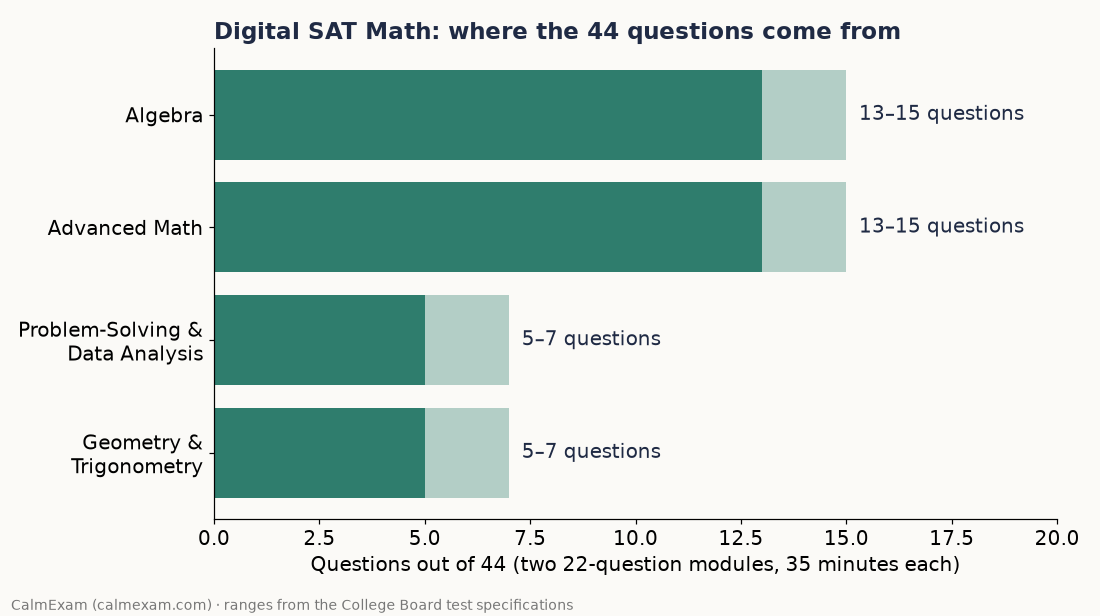 Digital SAT Math: where the 44 questions come from
Algebra
13–15 questions
Advanced Math
13–15 questions
Problem-Solving &
Data Analysis
5–7 questions
Geometry &
Trigonometry
5–7 questions
0.0 2.5 5.0 7.5 10.0 12.5 15.0 17.5 20.0
Questions out of 44 (two 22-question modules, 35 minutes each)
CalmExam (calmexam.com) · ranges from the College Board test specifications